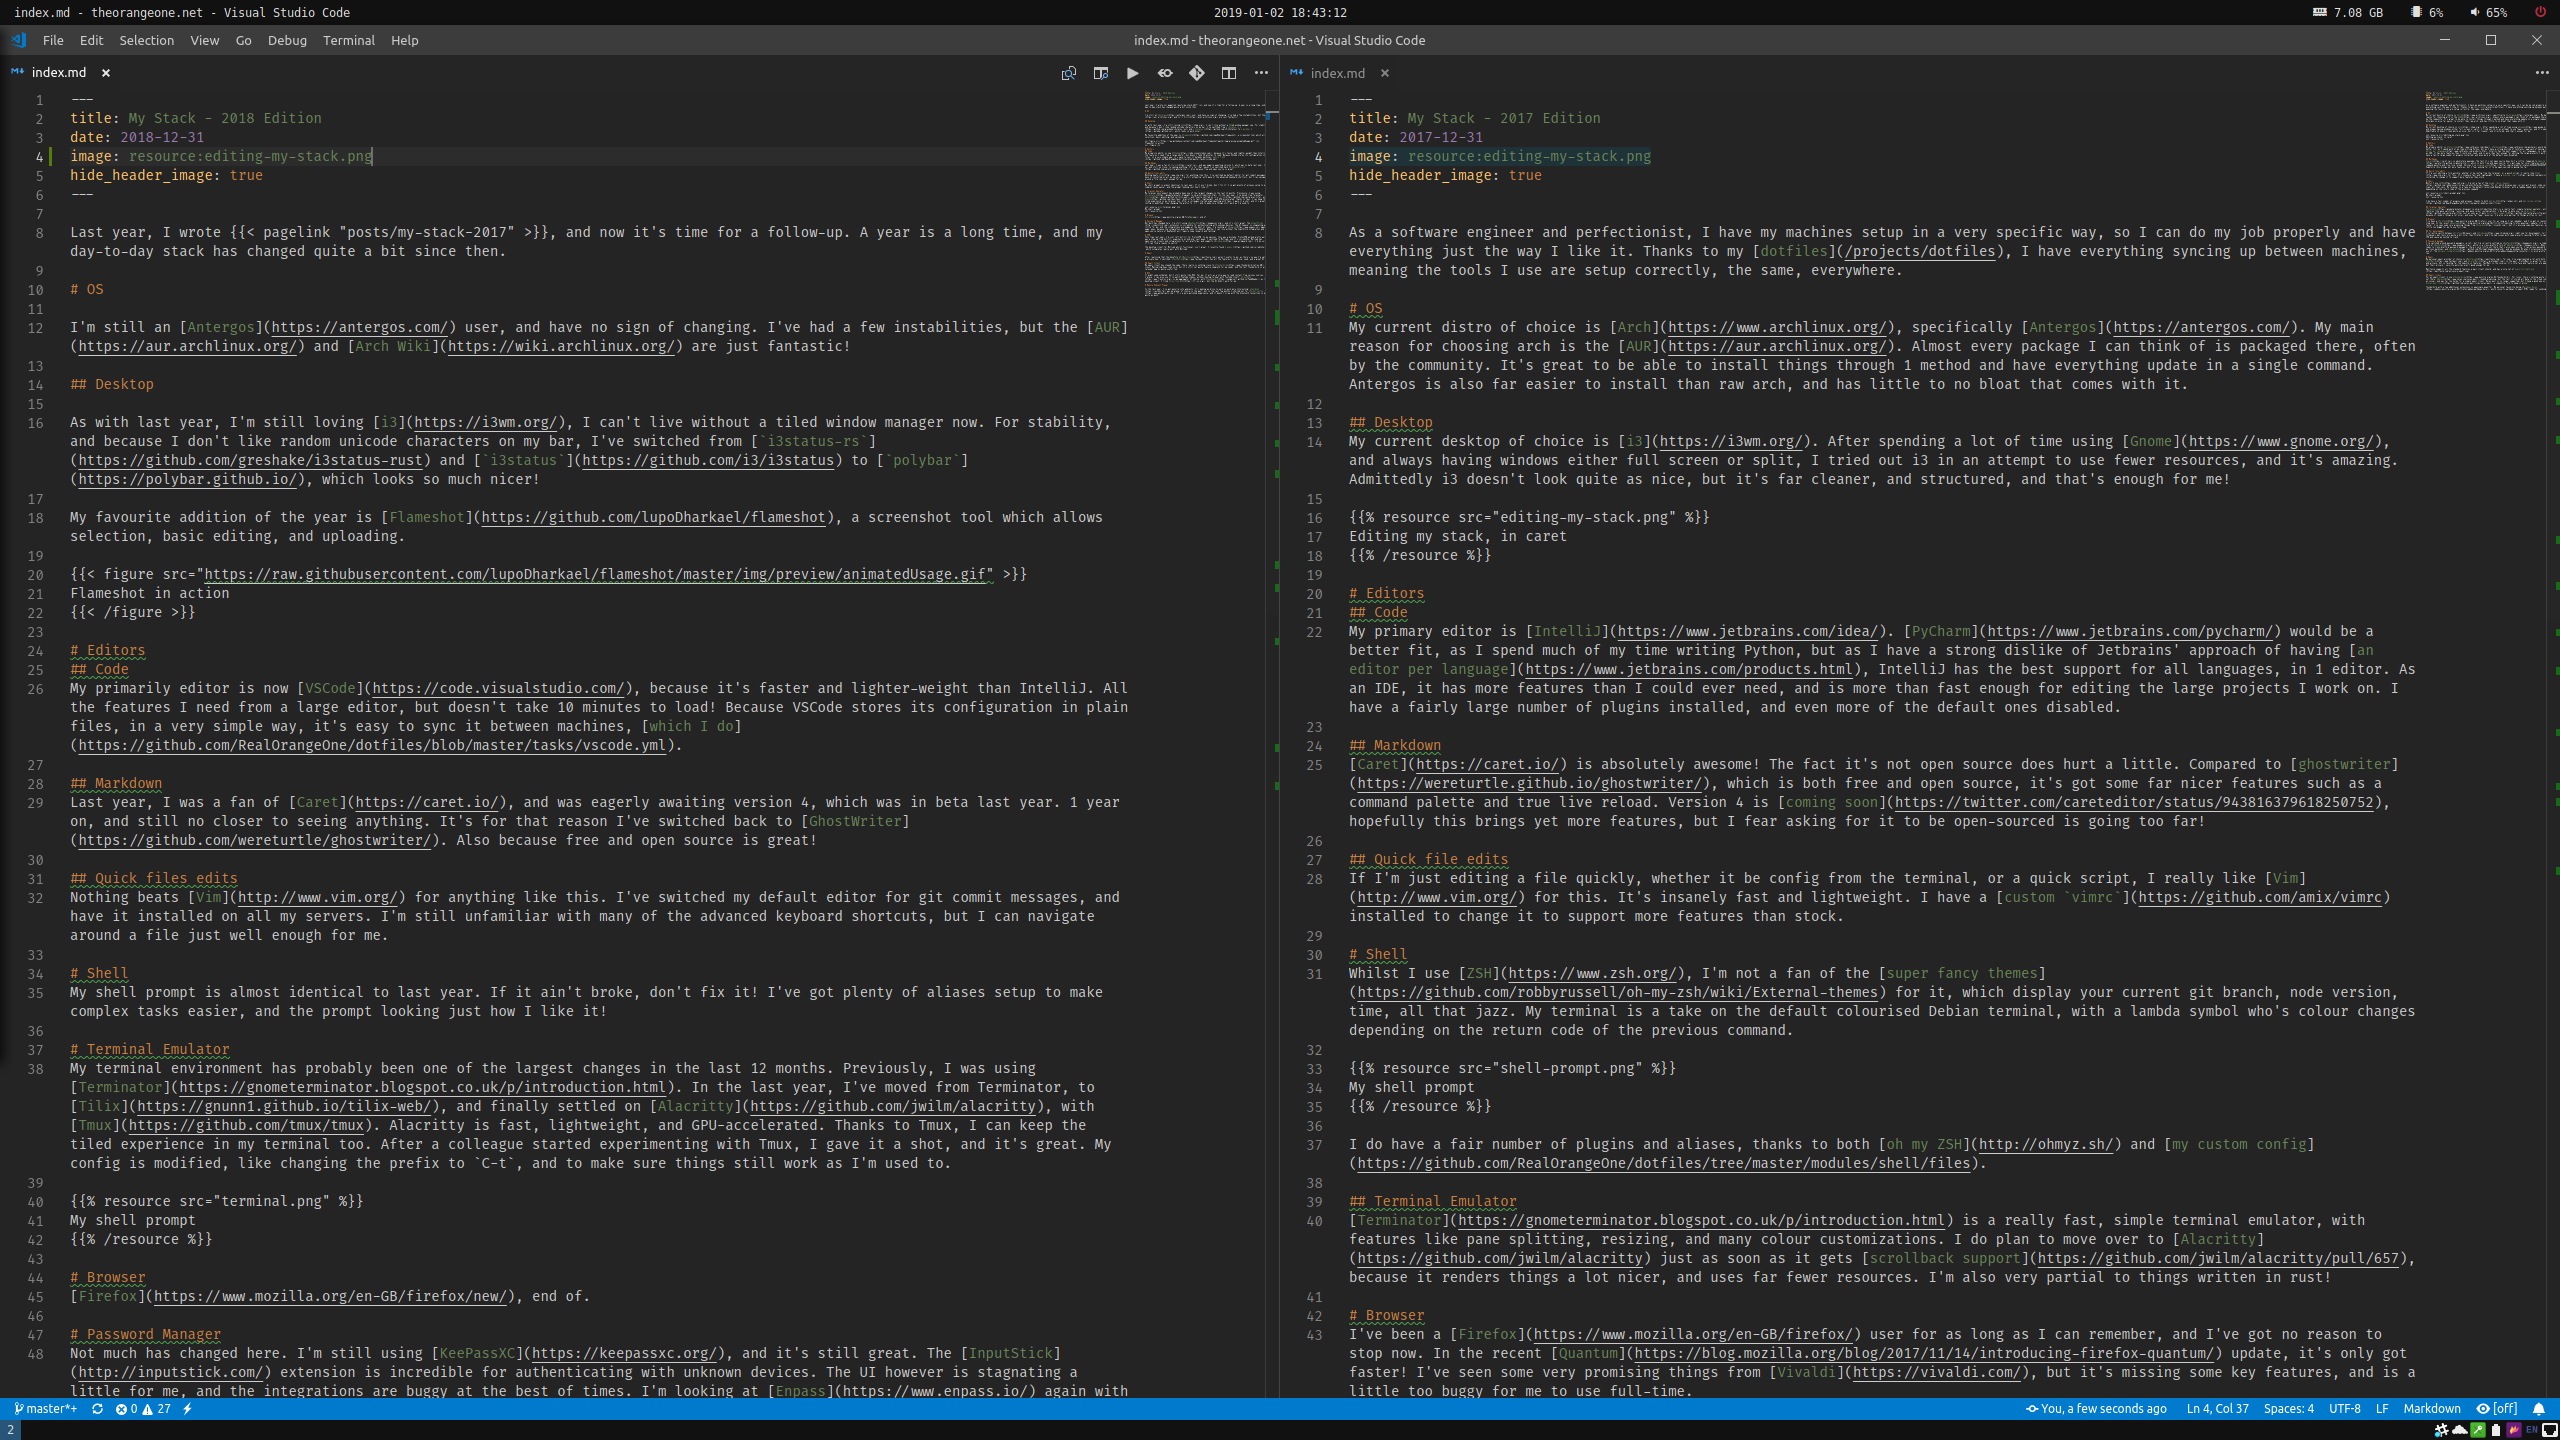 index.md - theorangeone.net - Visual Studio Code
2019-01-02 18:43:12
7.08 GB
6%
65%
File Edit Selection View Go Debug Terminal Help
index.md - theorangeone.net - Visual Studio Code
index.md
1 ---
2 title: My Stack - 2018 Edition
3 date: 2018-12-31
4 image: resource:editing-my-stack.png
5 hide_header_image: true
6 ---
7
8 Last year, I wrote {{< pagelink "posts/my-stack-2017" >}}, and now it's time for a follow-up. A year is a long time, and my
day-to-day stack has changed quite a bit since then.
9
10 # OS
11
12 I'm still an [Antergos](https://antergos.com/) user, and have no sign of changing. I've had a few instabilities, but the [AUR]
(https://aur.archlinux.org/) and [Arch Wiki](https://wiki.archlinux.org/) are just fantastic!
13
14 ## Desktop
15
16 As with last year, I'm still loving [i3](https://i3wm.org/), I can't live without a tiled window manager now. For stability,
and because I don't like random unicode characters on my bar, I've switched from [`i3status-rs`]
(https://github.com/greshake/i3status-rust) and [`i3status`](https://github.com/i3/i3status) to [`polybar`]
(https://polybar.github.io/), which looks so much nicer!
17
18 My favourite addition of the year is [Flameshot](https://github.com/lupoDharkael/flameshot), a screenshot tool which allows
selection, basic editing, and uploading.
19
20 {{< figure src="https://raw.githubusercontent.com/lupoDharkael/flameshot/master/img/preview/animatedUsage.gif" >}}
21 Flameshot in action
22 {{< /figure >}}
23
24 # Editors
25 ## Code
26 My primarily editor is now [VSCode](https://code.visualstudio.com/), because it's faster and lighter-weight than IntelliJ. All
the features I need from a large editor, but doesn't take 10 minutes to load! Because VSCode stores its configuration in plain
files, in a very simple way, it's easy to sync it between machines, [which I do]
(https://github.com/RealOrangeOne/dotfiles/blob/master/tasks/vscode.yml).
27
28 ## Markdown
29 Last year, I was a fan of [Caret](https://caret.io/), and was eagerly awaiting version 4, which was in beta last year. 1 year
on, and still no closer to seeing anything. It's for that reason I've switched back to [GhostWriter]
(https://github.com/wereturtle/ghostwriter/). Also because free and open source is great!
30
31 ## Quick files edits
32 Nothing beats [Vim](http://www.vim.org/) for anything like this. I've switched my default editor for git commit messages, and
have it installed on all my servers. I'm still unfamiliar with many of the advanced keyboard shortcuts, but I can navigate
around a file just well enough for me.
33
34 # Shell
35 My shell prompt is almost identical to last year. If it ain't broke, don't fix it! I've got plenty of aliases setup to make
complex tasks easier, and the prompt looking just how I like it!
36
37 # Terminal Emulator
38 My terminal environment has probably been one of the largest changes in the last 12 months. Previously, I was using
[Terminator](https://gnometerminator.blogspot.co.uk/p/introduction.html). In the last year, I've moved from Terminator, to
[Tilix](https://gnunn1.github.io/tilix-web/), and finally settled on [Alacritty](https://github.com/jwilm/alacritty), with
[Tmux](https://github.com/tmux/tmux). Alacritty is fast, lightweight, and GPU-accelerated. Thanks to Tmux, I can keep the
tiled experience in my terminal too. After a colleague started experimenting with Tmux, I gave it a shot, and it's great. My
config is modified, like changing the prefix to `C-t`, and to make sure things still work as I'm used to.
39
40 {{% resource src="terminal.png" %}}
41 My shell prompt
42 {{% /resource %}}
43
44 # Browser
45 [Firefox](https://www.mozilla.org/en-GB/firefox/new/), end of.
46
47 # Password Manager
48 Not much has changed here. I'm still using [KeePassXC](https://keepassxc.org/), and it's still great. The [InputStick]
(http://inputstick.com/) extension is incredible for authenticating with unknown devices. The UI however is stagnating a
little for me, and the integrations are buggy at the best of times. I'm looking at [Enpass](https://www.enpass.io/) again with
index.md
1 ---
2 title: My Stack - 2017 Edition
3 date: 2017-12-31
4 image: resource:editing-my-stack.png
5 hide_header_image: true
6 ---
7
8 As a software engineer and perfectionist, I have my machines setup in a very specific way, so I can do my job properly and have
everything just the way I like it. Thanks to my [dotfiles](/projects/dotfiles), I have everything syncing up between machines,
meaning the tools I use are setup correctly, the same, everywhere.
9
10 # OS
11 My current distro of choice is [Arch](https://www.archlinux.org/), specifically [Antergos](https://antergos.com/). My main
reason for choosing arch is the [AUR](https://aur.archlinux.org/). Almost every package I can think of is packaged there, often
by the community. It's great to be able to install things through 1 method and have everything update in a single command.
Antergos is also far easier to install than raw arch, and has little to no bloat that comes with it.
12
13 ## Desktop
14 My current desktop of choice is [i3](https://i3wm.org/). After spending a lot of time using [Gnome](https://www.gnome.org/),
and always having windows either full screen or split, I tried out i3 in an attempt to use fewer resources, and it's amazing.
Admittedly i3 doesn't look quite as nice, but it's far cleaner, and structured, and that's enough for me!
15
16 {{% resource src="editing-my-stack.png" %}}
17 Editing my stack, in caret
18 {{% /resource %}}
19
20 # Editors
21 ## Code
22 My primary editor is [IntelliJ](https://www.jetbrains.com/idea/). [PyCharm](https://www.jetbrains.com/pycharm/) would be a
better fit, as I spend much of my time writing Python, but as I have a strong dislike of Jetbrains' approach of having [an
editor per language](https://www.jetbrains.com/products.html), IntelliJ has the best support for all languages, in 1 editor. As
an IDE, it has more features than I could ever need, and is more than fast enough for editing the large projects I work on. I
have a fairly large number of plugins installed, and even more of the default ones disabled.
23
24 ## Markdown
25 [Caret](https://caret.io/) is absolutely awesome! The fact it's not open source does hurt a little. Compared to [ghostwriter]
(https://wereturtle.github.io/ghostwriter/), which is both free and open source, it's got some far nicer features such as a
command palette and true live reload. Version 4 is [coming soon](https://twitter.com/careteditor/status/943816379618250752),
hopefully this brings yet more features, but I fear asking for it to be open-sourced is going too far!
26
27 ## Quick file edits
28 If I'm just editing a file quickly, whether it be config from the terminal, or a quick script, I really like [Vim]
(http://www.vim.org/) for this. It's insanely fast and lightweight. I have a [custom `vimrc`](https://github.com/amix/vimrc)
installed to change it to support more features than stock.
29
30 # Shell
31 Whilst I use [ZSH](https://www.zsh.org/), I'm not a fan of the [super fancy themes]
(https://github.com/robbyrussell/oh-my-zsh/wiki/External-themes) for it, which display your current git branch, node version,
time, all that jazz. My terminal is a take on the default colourised Debian terminal, with a lambda symbol who's colour changes
depending on the return code of the previous command.
32
33 {{% resource src="shell-prompt.png" %}}
34 My shell prompt
35 {{% /resource %}}
36
37 I do have a fair number of plugins and aliases, thanks to both [oh my ZSH](http://ohmyz.sh/) and [my custom config]
(https://github.com/RealOrangeOne/dotfiles/tree/master/modules/shell/files).
38
39 ## Terminal Emulator
40 [Terminator](https://gnometerminator.blogspot.co.uk/p/introduction.html) is a really fast, simple terminal emulator, with
features like pane splitting, resizing, and many colour customizations. I do plan to move over to [Alacritty]
(https://github.com/jwilm/alacritty) just as soon as it gets [scrollback support](https://github.com/jwilm/alacritty/pull/657),
because it renders things a lot nicer, and uses far fewer resources. I'm also very partial to things written in rust!
41
42 # Browser
43 I've been a [Firefox](https://www.mozilla.org/en-GB/firefox/) user for as long as I can remember, and I've got no reason to
stop now. In the recent [Quantum](https://blog.mozilla.org/blog/2017/11/14/introducing-firefox-quantum/) update, it's only got
faster! I've seen some very promising things from [Vivaldi](https://vivaldi.com/), but it's missing some key features, and is a
little too buggy for me to use full-time.
master*+ 0 27
You, a few seconds ago Ln 4, Col 37 Spaces: 4 UTF-8 LF Markdown [off]
2
EN